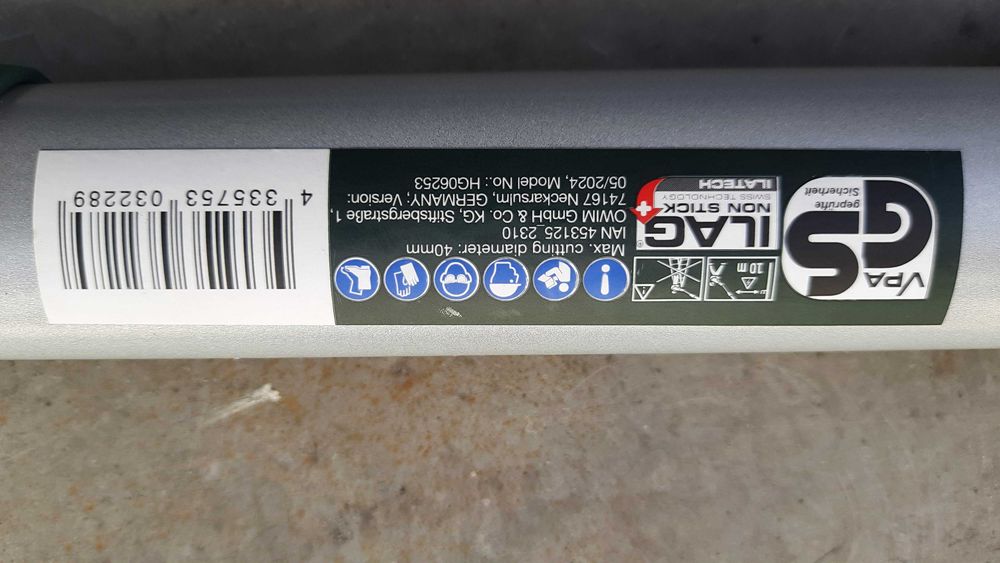 VPA
GS
geprüfte
Sicherheit
10 m
ILAG®
NON STICK
SWISS TECHNOLOGY
ILATECH
Max. cutting diameter: 40mm
IAN 453125_2310
OWIM GmbH & Co. KG, Stiftsbergstraße 1,
74167 Neckarsulm, GERMANY; Version:
05/2024, Model No.: HG06253
4 335753 032289